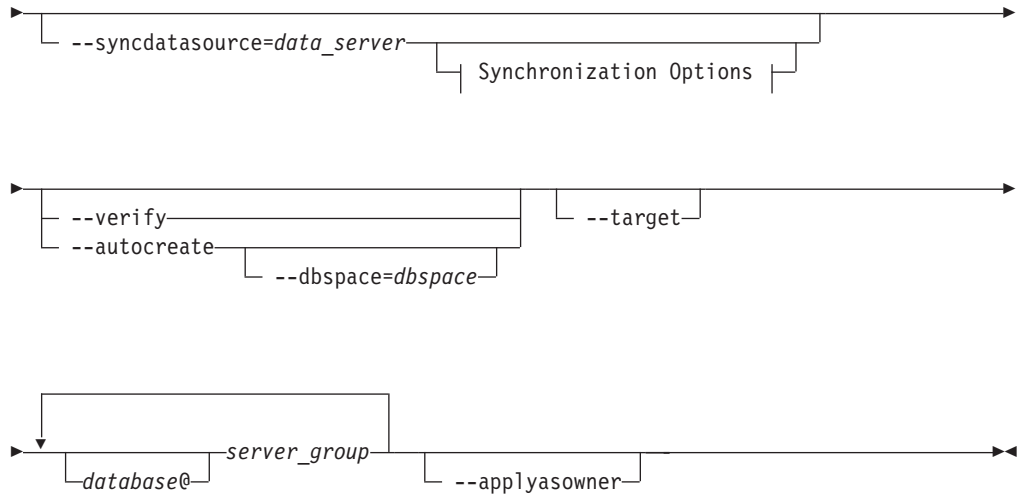 --syncdatasource=data_server
Synchronization Options
--verify
--target
--autocreate
--dbspace=dbspace
server_group
database@
--applyasowner